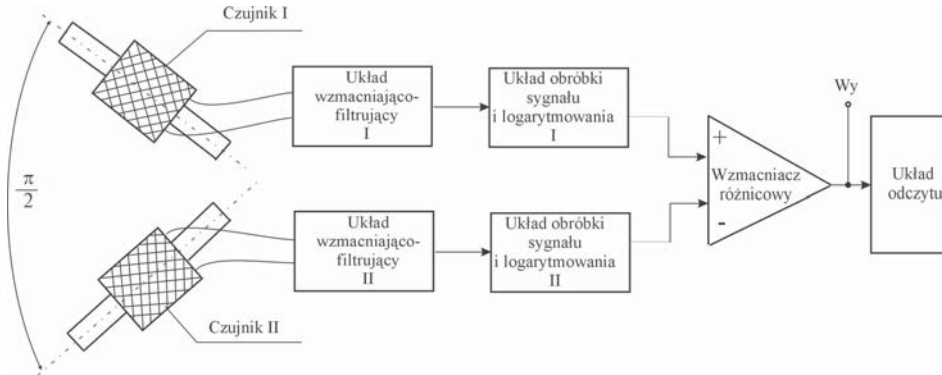 Czujnik I
Układ
wzmacniająco-
filtrujący
I
Układ obróbki
sygnału
i logarytmowania
I
Wy
π
2
+
Wzmacniacz
różnicowy
-
Układ
odczytu
Układ
wzmacniająco-
filtrujący
II
Układ obróbki
sygnału
i logarytmowania
II
Czujnik II